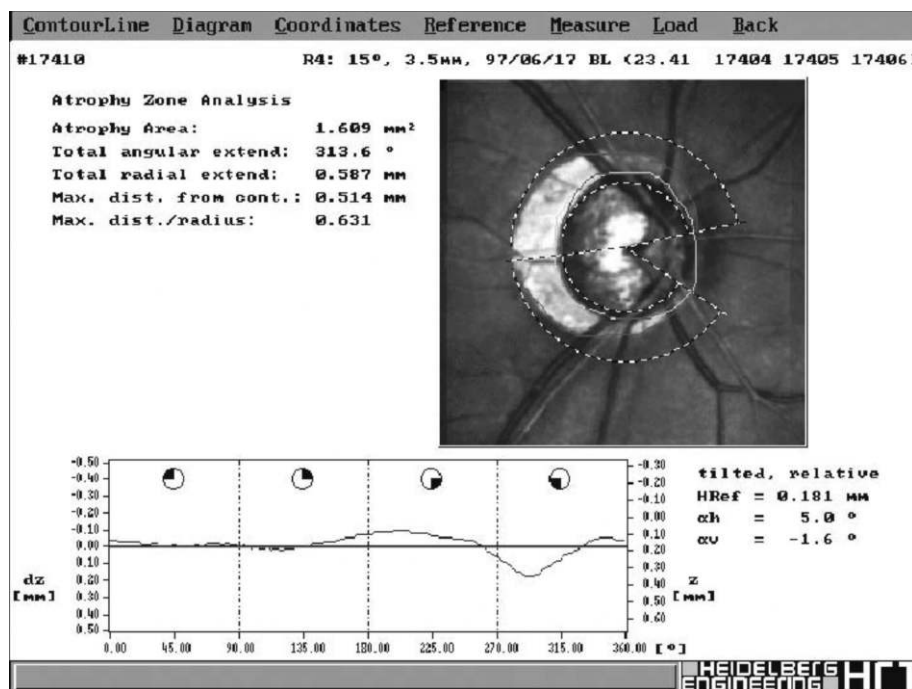 ContourLine Diagram Coordinates Reference Measure Load Back
#17410 R4: 15°, 3.5мм, 97/06/17 BL (23.41 17404 17405 17406)
Atrophy Zone Analysis
Atrophy Area: 1.609 мм²
Total angular extend: 313.6 °
Total radial extend: 0.587 мм
Max. dist. from cont.: 0.514 мм
Max. dist./radius: 0.631
-0.50
-0.40
-0.30
-0.20
-0.10
0.00
0.10
0.20
0.30
0.40
0.50
dz
[мм]
0.00 45.00 90.00 135.00 180.00 225.00 270.00 315.00 360.00 [°]
-0.30
-0.20
-0.10
0.00
0.10
0.20
0.30
0.40
0.50
0.60
z
[мм]
tilted, relative
HRef = 0.181 мм
αh = 5.0 °
αv = -1.6 °
HEIDELBERG
ENGINEERING
HRT